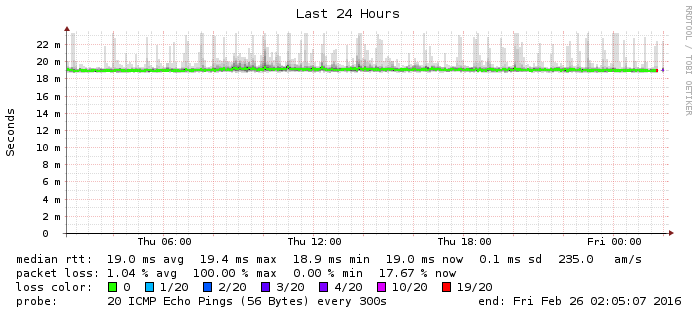 Last 24 Hours
RRDTOOL / TOBI OETIKER
Seconds
22 m
20 m
18 m
16 m
14 m
12 m
10 m
8 m
6 m
4 m
2 m
0
Thu 06:00 Thu 12:00 Thu 18:00 Fri 00:00
median rtt: 19.0 ms avg 19.4 ms max 18.9 ms min 19.0 ms now 0.1 ms sd 235.0 am/s
packet loss: 1.04 % avg 100.00 % max 0.00 % min 17.67 % now
loss color: 0 1/20 2/20 3/20 4/20 10/20 19/20
probe: 20 ICMP Echo Pings (56 Bytes) every 300s end: Fri Feb 26 02:05:07 2016